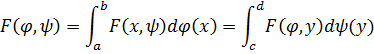 F(φ,ψ) = ∫_a^b F(x,ψ)dφ(x) = ∫_c^d F(φ,y)dψ(y)